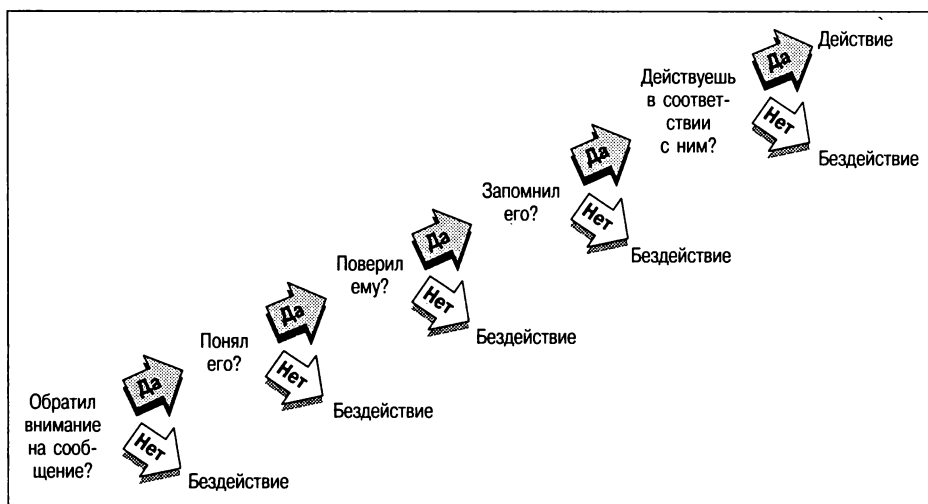 Обратил
внимание
на сооб-
щение?
Да
Нет
Бездействие
Понял
его?
Да
Нет
Бездействие
Поверил
ему?
Да
Нет
Бездействие
Запомнил
его?
Да
Нет
Бездействие
Действуешь
в соответ-
ствии
с ним?
Да
Действие
Нет
Бездействие